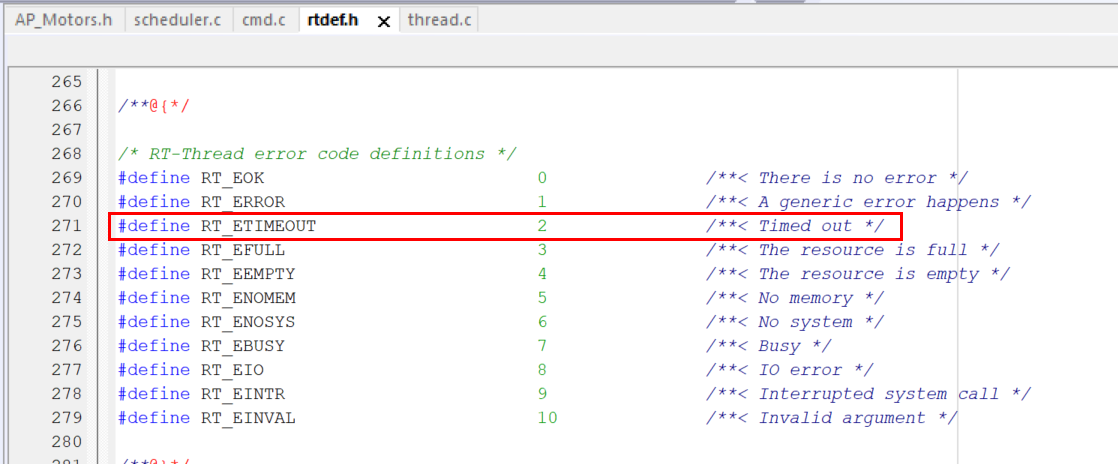 AP_Motors.h scheduler.c cmd.c rtdef.h × thread.c
265
266 /**@{*/
267
268 /* RT-Thread error code definitions */
269 #define RT_EOK 0 /**< There is no error */
270 #define RT_ERROR 1 /**< A generic error happens */
271 #define RT_ETIMEOUT 2 /**< Timed out */
272 #define RT_EFULL 3 /**< The resource is full */
273 #define RT_EEMPTY 4 /**< The resource is empty */
274 #define RT_ENOMEM 5 /**< No memory */
275 #define RT_ENOSYS 6 /**< No system */
276 #define RT_EBUSY 7 /**< Busy */
277 #define RT_EIO 8 /**< IO error */
278 #define RT_EINTR 9 /**< Interrupted system call */
279 #define RT_EINVAL 10 /**< Invalid argument */
280
281 /**@}*/